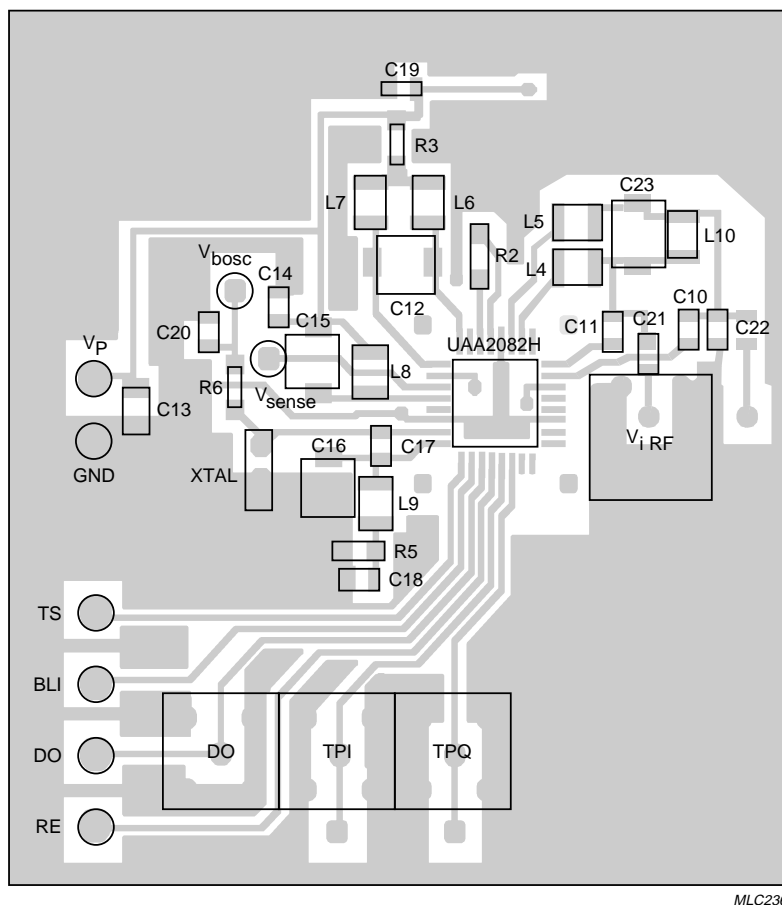 C19
R3
L7
L6
C23
L5
L10
R2
L4
Vbosc
C14
C12
C15
C20
C11
C21
C10
C22
UAA2082H
VP
L8
R6
Vsense
C13
Vi RF
C16
C17
GND
XTAL
L9
R5
C18
TS
BLI
DO
DO
TPI
TPQ
RE